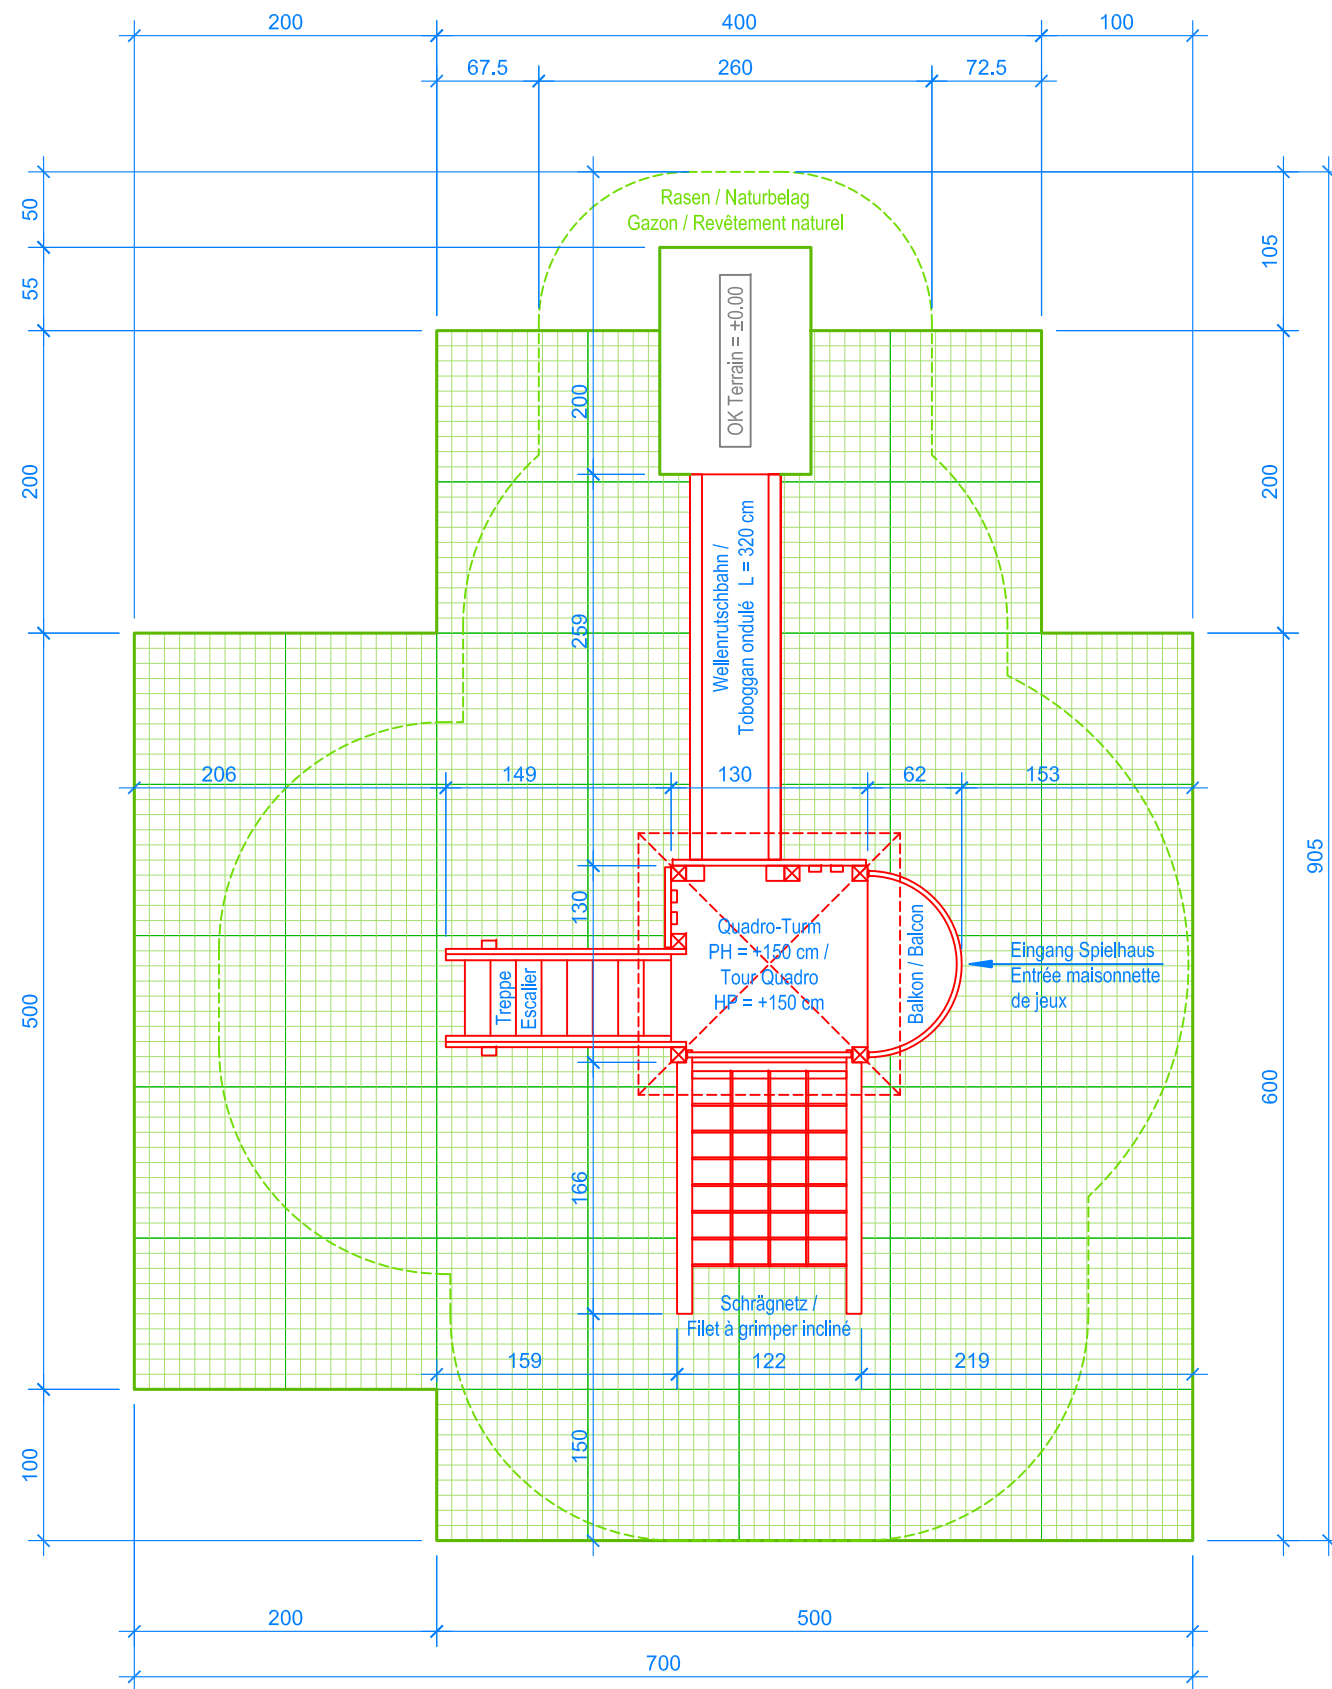 200
400
100
67.5
260
72.5
50
55
200
500
100
Rasen / Naturbelag
Gazon / Revêtement naturel
OK Terrain = ±0.00
105
200
600
905
200
259
130
166
150
Wellenrutschbahn /
Toboggan ondulé L = 320 cm
206
149
130
62
153
Quadro-Turm
PH = +150 cm /
Tour Quadro
HP = +150 cm
Treppe
Escalier
Balkon / Balcon
Eingang Spielhaus
Entrée maisonnette
de jeux
Schrägnetz /
Filet à grimper incliné
159
122
219
200
500
700